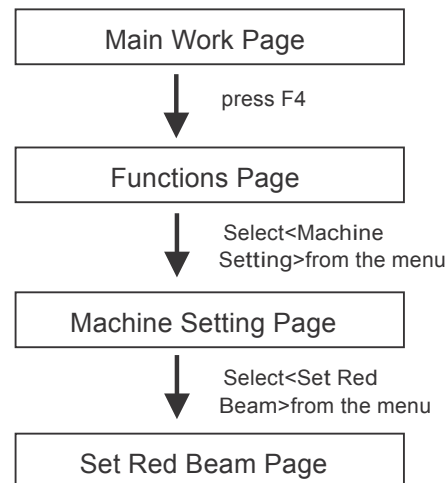 Main Work Page
press F4
Functions Page
Select<Machine
Setting>from the menu
Machine Setting Page
Select<Set Red
Beam>from the menu
Set Red Beam Page